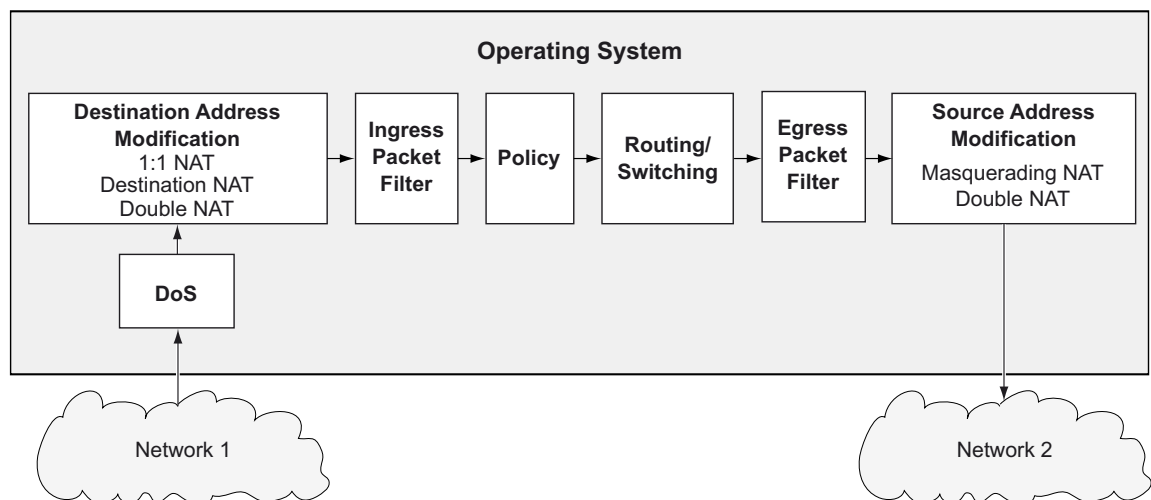 Operating System
Destination Address
Modification
1:1 NAT
Destination NAT
Double NAT
Ingress
Packet
Filter
Policy
Routing/
Switching
Egress
Packet
Filter
Source Address
Modification
Masquerading NAT
Double NAT
DoS
Network 1
Network 2